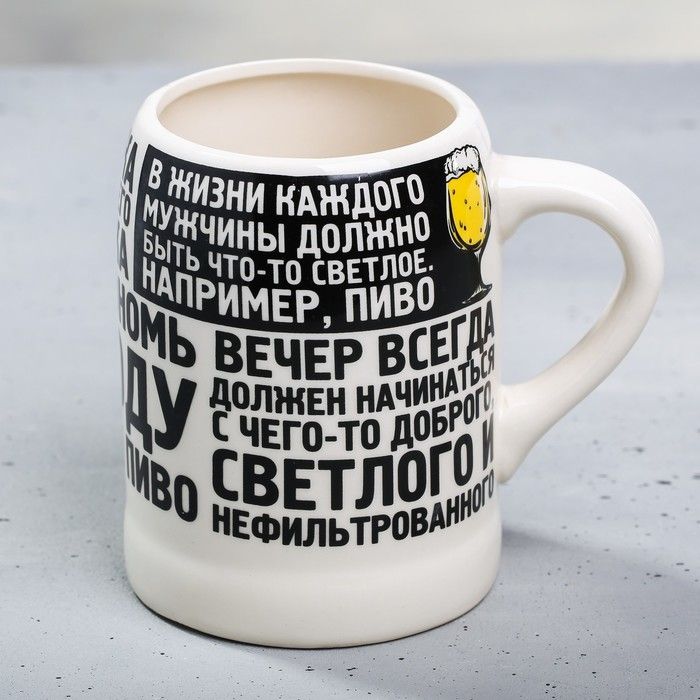 В ЖИЗНИ КАЖДОГО
МУЖЧИНЫ ДОЛЖНО
БЫТЬ ЧТО-ТО СВЕТЛОЕ.
НАПРИМЕР, ПИВО
ВЕЧЕР ВСЕГДА
ДОЛЖЕН НАЧИНАТЬСЯ
С ЧЕГО-ТО ДОБРОГО,
СВЕТЛОГО И
НЕФИЛЬТРОВАННОГО
ПИВО